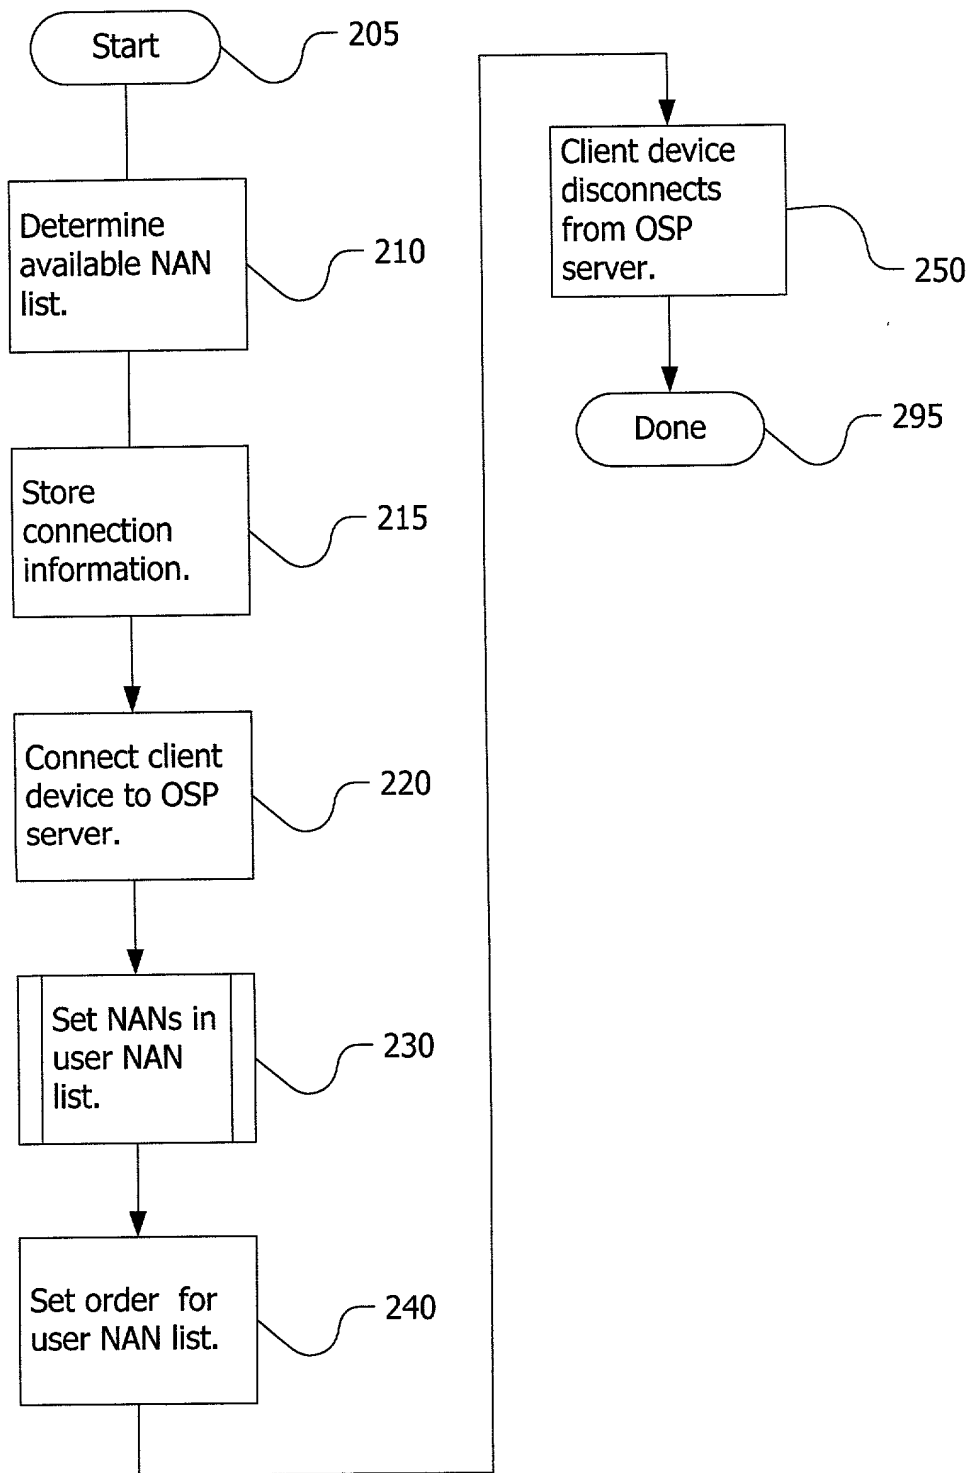 Start
205
Determine
available NAN
list.
210
Store
connection
information.
215
Connect client
device to OSP
server.
220
Set NANs in
user NAN
list.
230
Set order for
user NAN list.
240
Client device
disconnects
from OSP
server.
250
Done
295